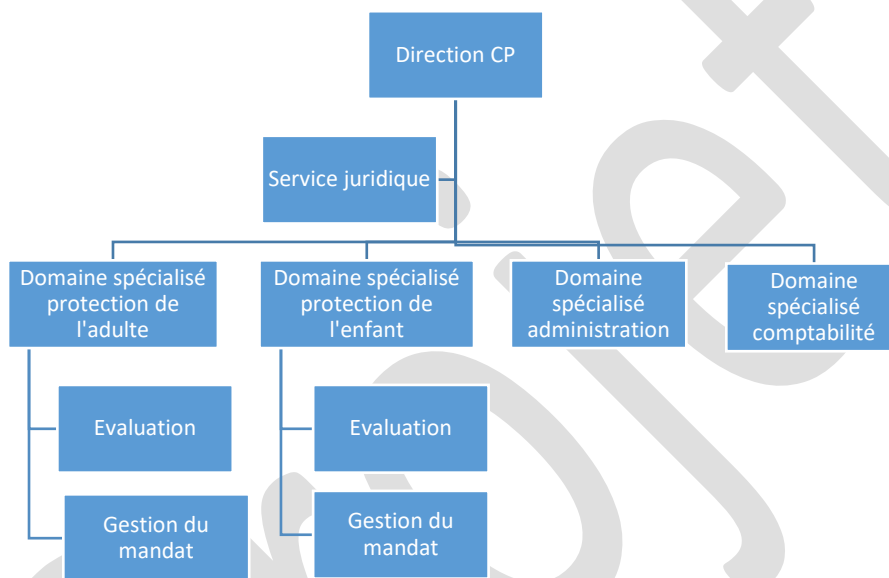 Direction CP
Service juridique
Domaine spécialisé
protection de
l'adulte
Domaine spécialisé
protection de
l'enfant
Domaine
spécialisé
administration
Domaine
spécialisé
comptabilité
Evaluation
Evaluation
Gestion du
mandat
Gestion du
mandat